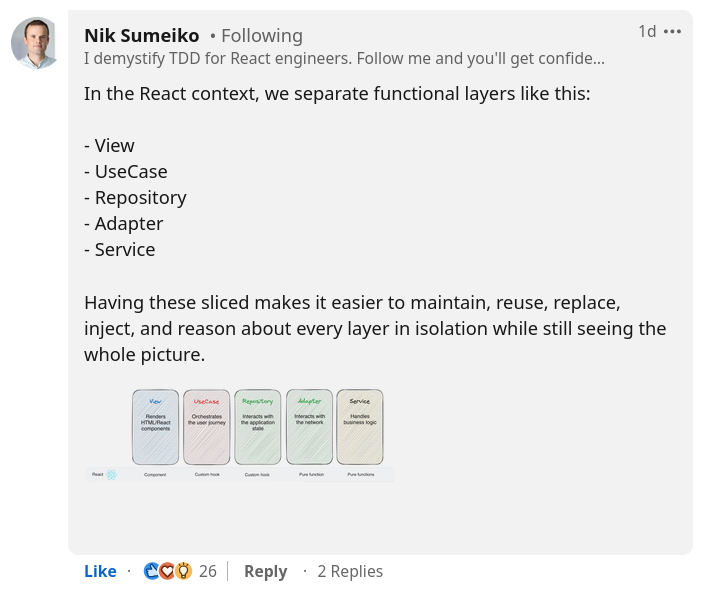 Nik Sumeiko • Following
1d •••
I demystify TDD for React engineers. Follow me and you'll get confide...
In the React context, we separate functional layers like this:
- View
- UseCase
- Repository
- Adapter
- Service
Having these sliced makes it easier to maintain, reuse, replace,
inject, and reason about every layer in isolation while still seeing the
whole picture.
View
Renders
HTML/React
components
UseCase
Orchestrates
the user journey
Repository
Interacts with
the application
state
Adapter
Interacts with
the network
Service
Handles
business logic
React Component Custom hook Custom hook Pure function Pure functions
Like · 26 Reply · 2 Replies